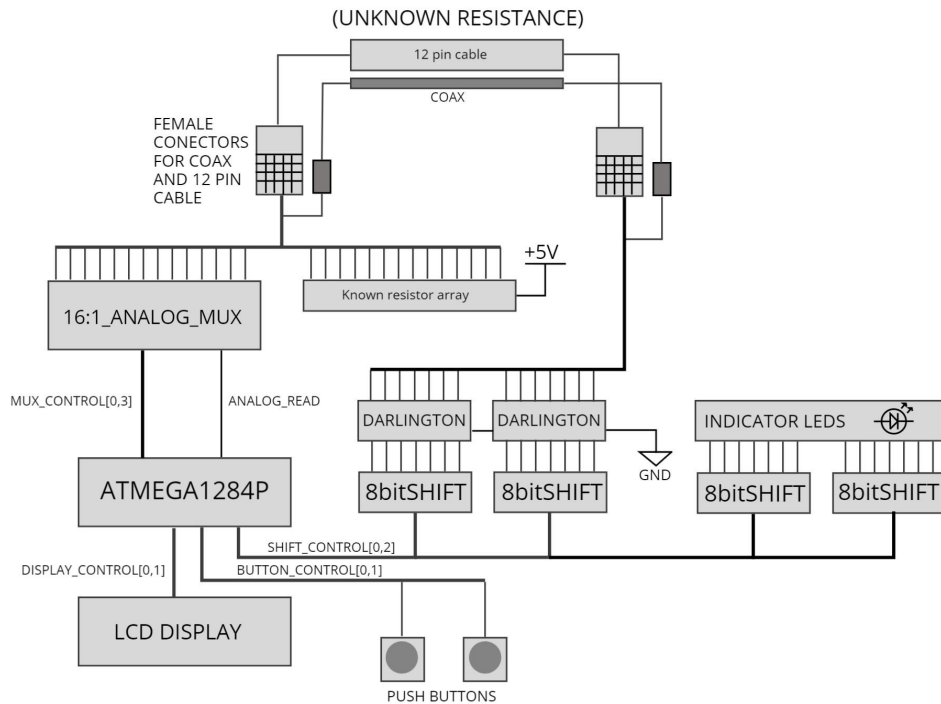 (UNKNOWN RESISTANCE)
12 pin cable
COAX
FEMALE
CONECTORS
FOR COAX
AND 12 PIN
CABLE
+5V
Known resistor array
16:1_ANALOG_MUX
MUX_CONTROL[0,3]
ANALOG_READ
DARLINGTON
DARLINGTON
INDICATOR LEDS
GND
ATMEGA1284P
8bitSHIFT
8bitSHIFT
8bitSHIFT
8bitSHIFT
SHIFT_CONTROL[0,2]
DISPLAY_CONTROL[0,1]
BUTTON_CONTROL[0,1]
LCD DISPLAY
PUSH BUTTONS